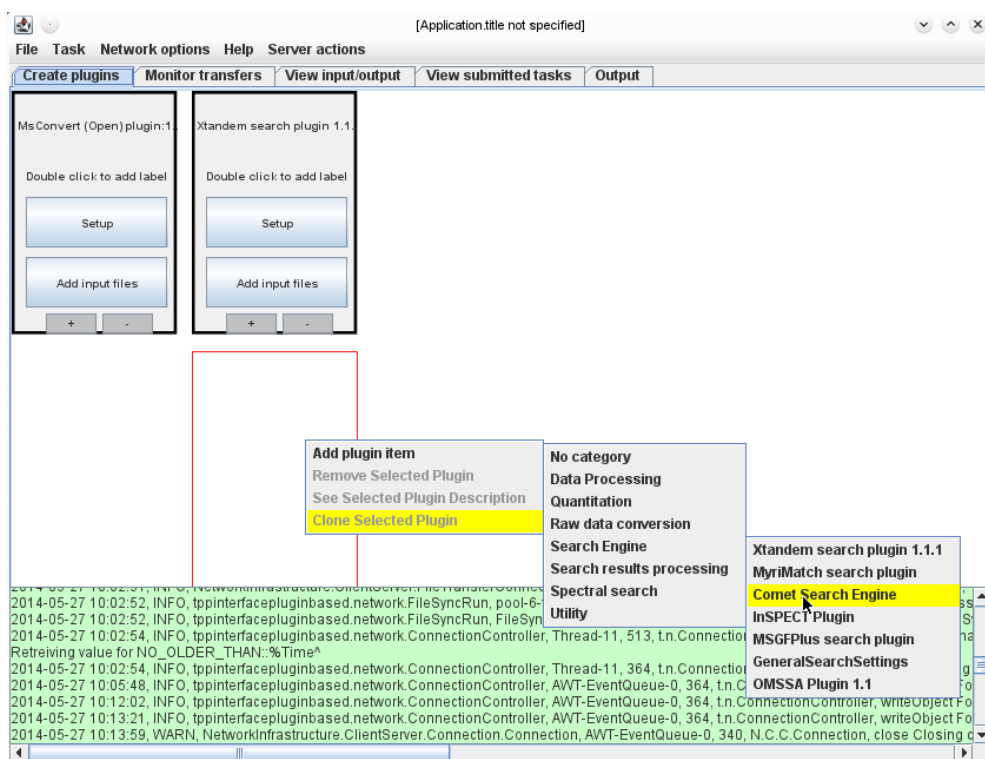 [Application.title not specified]
File Task Network options Help Server actions
Create plugins Monitor transfers View input/output View submitted tasks Output
MsConvert (Open) plugin:1. Xtandem search plugin 1.1.
Double click to add label Double click to add label
Setup Setup
Add input files Add input files
+ - + -
Add plugin item
Remove Selected Plugin
See Selected Plugin Description
Clone Selected Plugin
No category
Data Processing
Quantitation
Raw data conversion
Search Engine
Search results processing
Spectral search
Utility
Xtandem search plugin 1.1.1
MyriMatch search plugin
Comet Search Engine
InSPECT Plugin
MSGFPlus search plugin
GeneralSearchSettings
OMSSA Plugin 1.1
2014-05-27 10:02:52, INFO, tppinterfacepluginbased.network.FileSyncRun, pool-6-
2014-05-27 10:02:52, INFO, tppinterfacepluginbased.network.FileSyncRun, FileSyn
2014-05-27 10:02:54, INFO, tppinterfacepluginbased.network.ConnectionController, Thread-11, 513, t.n.Connectio
Retreiving value for NO_OLDER_THAN::%Time^
2014-05-27 10:02:54, INFO, tppinterfacepluginbased.network.ConnectionController, Thread-11, 364, t.n.Connectio
2014-05-27 10:05:48, INFO, tppinterfacepluginbased.network.ConnectionController, AWT-EventQueue-0, 364, t.n.C
2014-05-27 10:12:02, INFO, tppinterfacepluginbased.network.ConnectionController, AWT-EventQueue-0, 364, t.n.ConnectionController, writeObject Fo
2014-05-27 10:13:21, INFO, tppinterfacepluginbased.network.ConnectionController, AWT-EventQueue-0, 364, t.n.ConnectionController, writeObject Fo
2014-05-27 10:13:59, WARN, NetworkInfrastructure.ClientServer.Connection.Connection, AWT-EventQueue-0, 340, N.C.C.Connection, close Closing c